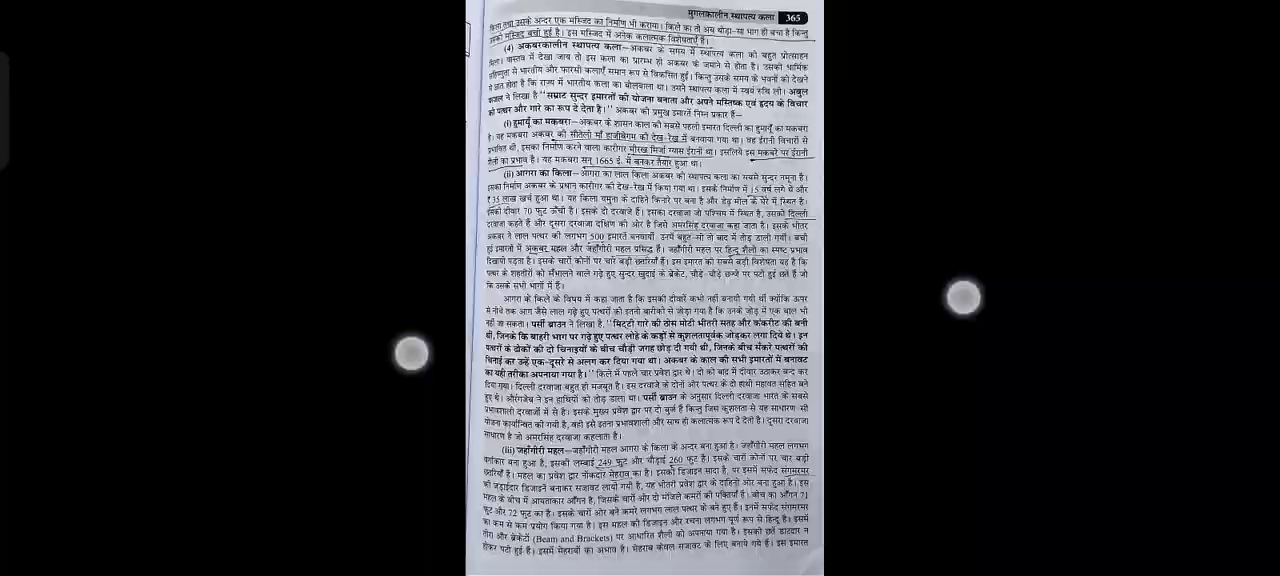 मुगलकालीन स्थापत्य कला 365
किला तथा उसके अन्दर एक मस्जिद का निर्माण भी कराया। किले का तो अब थोड़ा-सा भाग ही बचा है किन्तु
उसकी मस्जिद बची हुई है। इस मस्जिद में अनेक कलात्मक विशेषताएँ हैं।
(4) अकबरकालीन स्थापत्य कला–अकबर के समय में स्थापत्य कला को बहुत प्रोत्साहन
मिला। वास्तव में देखा जाय तो इस कला का प्रारम्भ ही अकबर के जमाने से होता है। उसकी धार्मिक
सहिष्णुता से भारतीय और फारसी कलाएँ समान रूप से विकसित हुईं। किन्तु उसके समय के भवनों को देखने
से ज्ञात होता है कि राज्य में भारतीय कला का बोलबाला था। उसने स्थापत्य कला में स्वयं रुचि ली। अबुल
फजल ने लिखा है "सम्राट सुन्दर इमारतों की योजना बनाता और अपने मस्तिष्क एवं हृदय के विचार
को पत्थर और गारे का रूप दे देता है।" अकबर की प्रमुख इमारतें निम्न प्रकार हैं–
(i) हुमायूँ का मकबरा–अकबर के शासन काल की सबसे पहली इमारत दिल्ली का हुमायूँ का मकबरा
है। यह मकबरा अकबर की सौतेली माँ हाजीबेगम की देख-रेख में बनवाया गया था। वह ईरानी विचारों से
प्रभावित थी, इसका निर्माण करने वाला कारीगर मीरख मिर्जा ग्यास ईरानी था। इसलिये इस मकबरे पर ईरानी
शैली का प्रभाव है। यह मकबरा सन् 1665 ई. में बनकर तैयार हुआ था।
(ii) आगरा का किला–आगरा का लाल किला अकबर की स्थापत्य कला का सबसे सुन्दर नमूना है।
इसका निर्माण अकबर के प्रधान कारीगर की देख-रेख में किया गया था। इसके निर्माण में 15 वर्ष लगे थे और
₹ 35 लाख खर्च हुआ था। यह किला यमुना के दाहिने किनारे पर बना है और डेढ़ मील के घेरे में स्थित है।
इसकी दीवार 70 फुट ऊँची है। इसके दो दरवाजे हैं। इसका दरवाजा जो पश्चिम में स्थित है, उसको दिल्ली
दरवाजा कहते हैं और दूसरा दरवाजा दक्षिण की ओर है जिसे अमरसिंह दरवाजा कहा जाता है। इसके भीतर
अकबर ने लाल पत्थर की लगभग 500 इमारतें बनवायीं। उनमें बहुत-सी तो बाद में तोड़ डाली गयीं। बची
हुई इमारतों में अकबर महल और जहाँगीरी महल प्रसिद्ध हैं। जहाँगीरी महल पर हिन्दू शैली का स्पष्ट प्रभाव
दिखायी पड़ता है। इसके चारों कोनों पर चार बड़ी छतरियाँ हैं। इस इमारत की सबसे बड़ी विशेषता यह है कि
पत्थर के शहतीरों को सँभालने वाले गढ़े हुए सुन्दर खुदाई के ब्रेकेट, चौड़े-चौड़े छज्जे पर पटी हुई छतें हैं जो
कि उसके सभी भागों में हैं।
आगरा के किले के विषय में कहा जाता है कि इसकी दीवारें कभी नहीं बनायी गयी थीं क्योंकि ऊपर
से नीचे तक आग जैसे लाल गढ़े हुए पत्थरों को इतनी बारीकी से जोड़ा गया है कि उनके जोड़ में एक बाल भी
नहीं जा सकता। पर्सी ब्राउन ने लिखा है, "मिट्टी गारे की ठोस मोटी भीतरी सतह और कंकरीट की बनी
थीं, जिनके कि बाहरी भाग पर गढ़े हुए पत्थर लोहे के कड़ों से कुशलतापूर्वक जोड़कर लगा दिये थे। इन
पत्थरों के ढोकों की दो चिनाइयों के बीच चौड़ी जगह छोड़ दी गयी थी, जिनके बीच सँकरे पत्थरों की
चिनाई कर उन्हें एक-दूसरे से अलग कर दिया गया था। अकबर के काल की सभी इमारतों में बनावट
का यही तरीका अपनाया गया है।" किले में पहले चार प्रवेश द्वार थे। दो को बाद में दीवार उठाकर बन्द कर
दिया गया। दिल्ली दरवाजा बहुत ही मजबूत है। इस दरवाजे के दोनों ओर पत्थर के दो हाथी महावत सहित बने
हुए थे। औरंगजेब ने इन हाथियों को तोड़ डाला था। पर्सी ब्राउन के अनुसार दिल्ली दरवाजा भारत के सबसे
प्रभावशाली दरवाजों में से है। इसके मुख्य प्रवेश द्वार पर दो बुर्ज हैं किन्तु जिस कुशलता से यह साधारण सी
योजना कार्यान्वित की गयी है, वही इसे इतना प्रभावशाली और साथ ही कलात्मक रूप दे देती है। दूसरा दरवाजा
साधारण है जो अमरसिंह दरवाजा कहलाता है।
(iii) जहाँगीरी महल–जहाँगीरी महल आगरा के किला के अन्दर बना हुआ है। जहाँगीरी महल लगभग
वर्गाकार बना हुआ है, इसकी लम्बाई 249 फुट और चौड़ाई 260 फुट है। इसके चारों कोनों पर चार बड़ी
छतरियाँ हैं। महल का प्रवेश द्वार नोकदार मेहराब का है। इसकी डिजाइन सादा है, पर इसमें सफेद संगमरमर
की जड़ाईदार डिजाइनें बनाकर सजावट लायी गयी है, यह भीतरी प्रवेश द्वार के दाहिनी ओर बना हुआ है। इस
महल के बीच में आयताकार आँगन है, जिसके चारों ओर दो मंजिले कमरों की पंक्तियाँ हैं। बीच का आँगन 71
फुट और 72 फुट का है। इसके चारों ओर बने कमरे लगभग लाल पत्थर के बने हुए हैं। इनमें सफेद संगमरमर
का कम से कम प्रयोग किया गया है। इस महल की डिजाइन और रचना लगभग पूर्ण रूप से हिन्दू है। इसमें
तीरा और ब्रेकेटों (Beam and Brackets) पर आधारित शैली को अपनाया गया है। इसकी छतें डाटदार न
होकर पटी हुई हैं। इसमें मेहराबों का अभाव है। मेहराब केवल सजावट के लिए बनाये गये हैं। इस इमारत